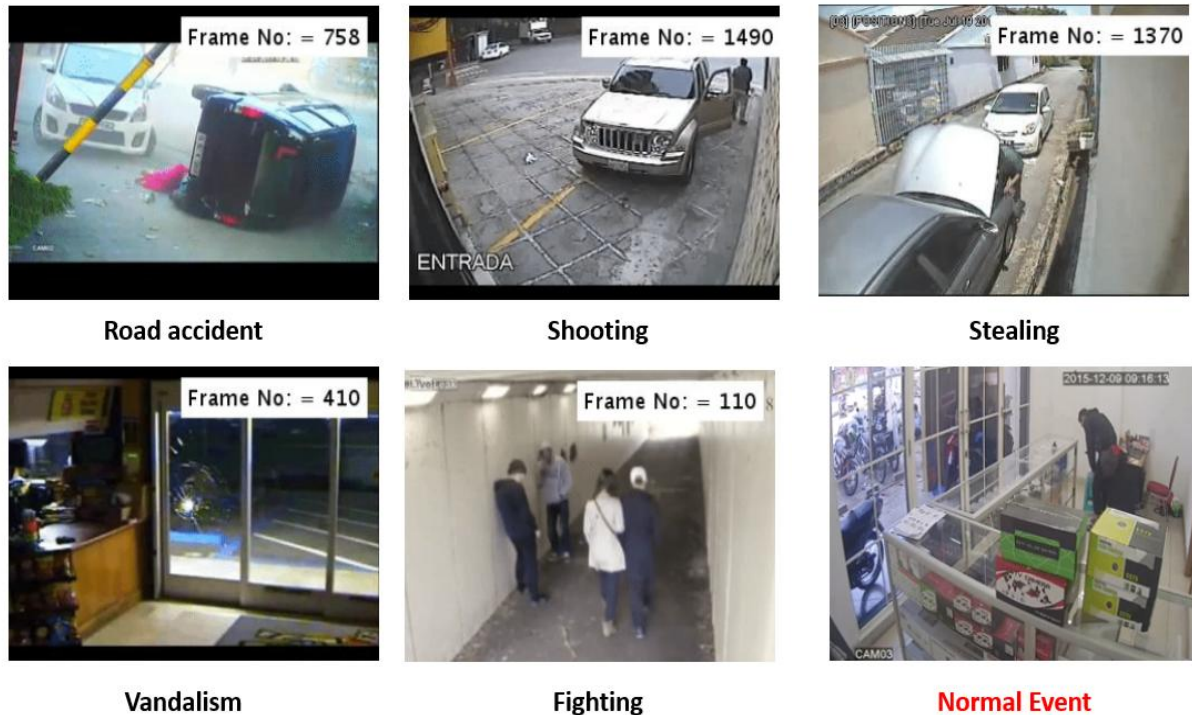 Frame No: = 758
Frame No: = 1490
Frame No: = 1370
CAM03
ENTRADA
Road accident
Shooting
Stealing
Frame No: = 410
Frame No: = 110
2015-12-09 09:16:13
CAM03
Vandalism
Fighting
Normal Event